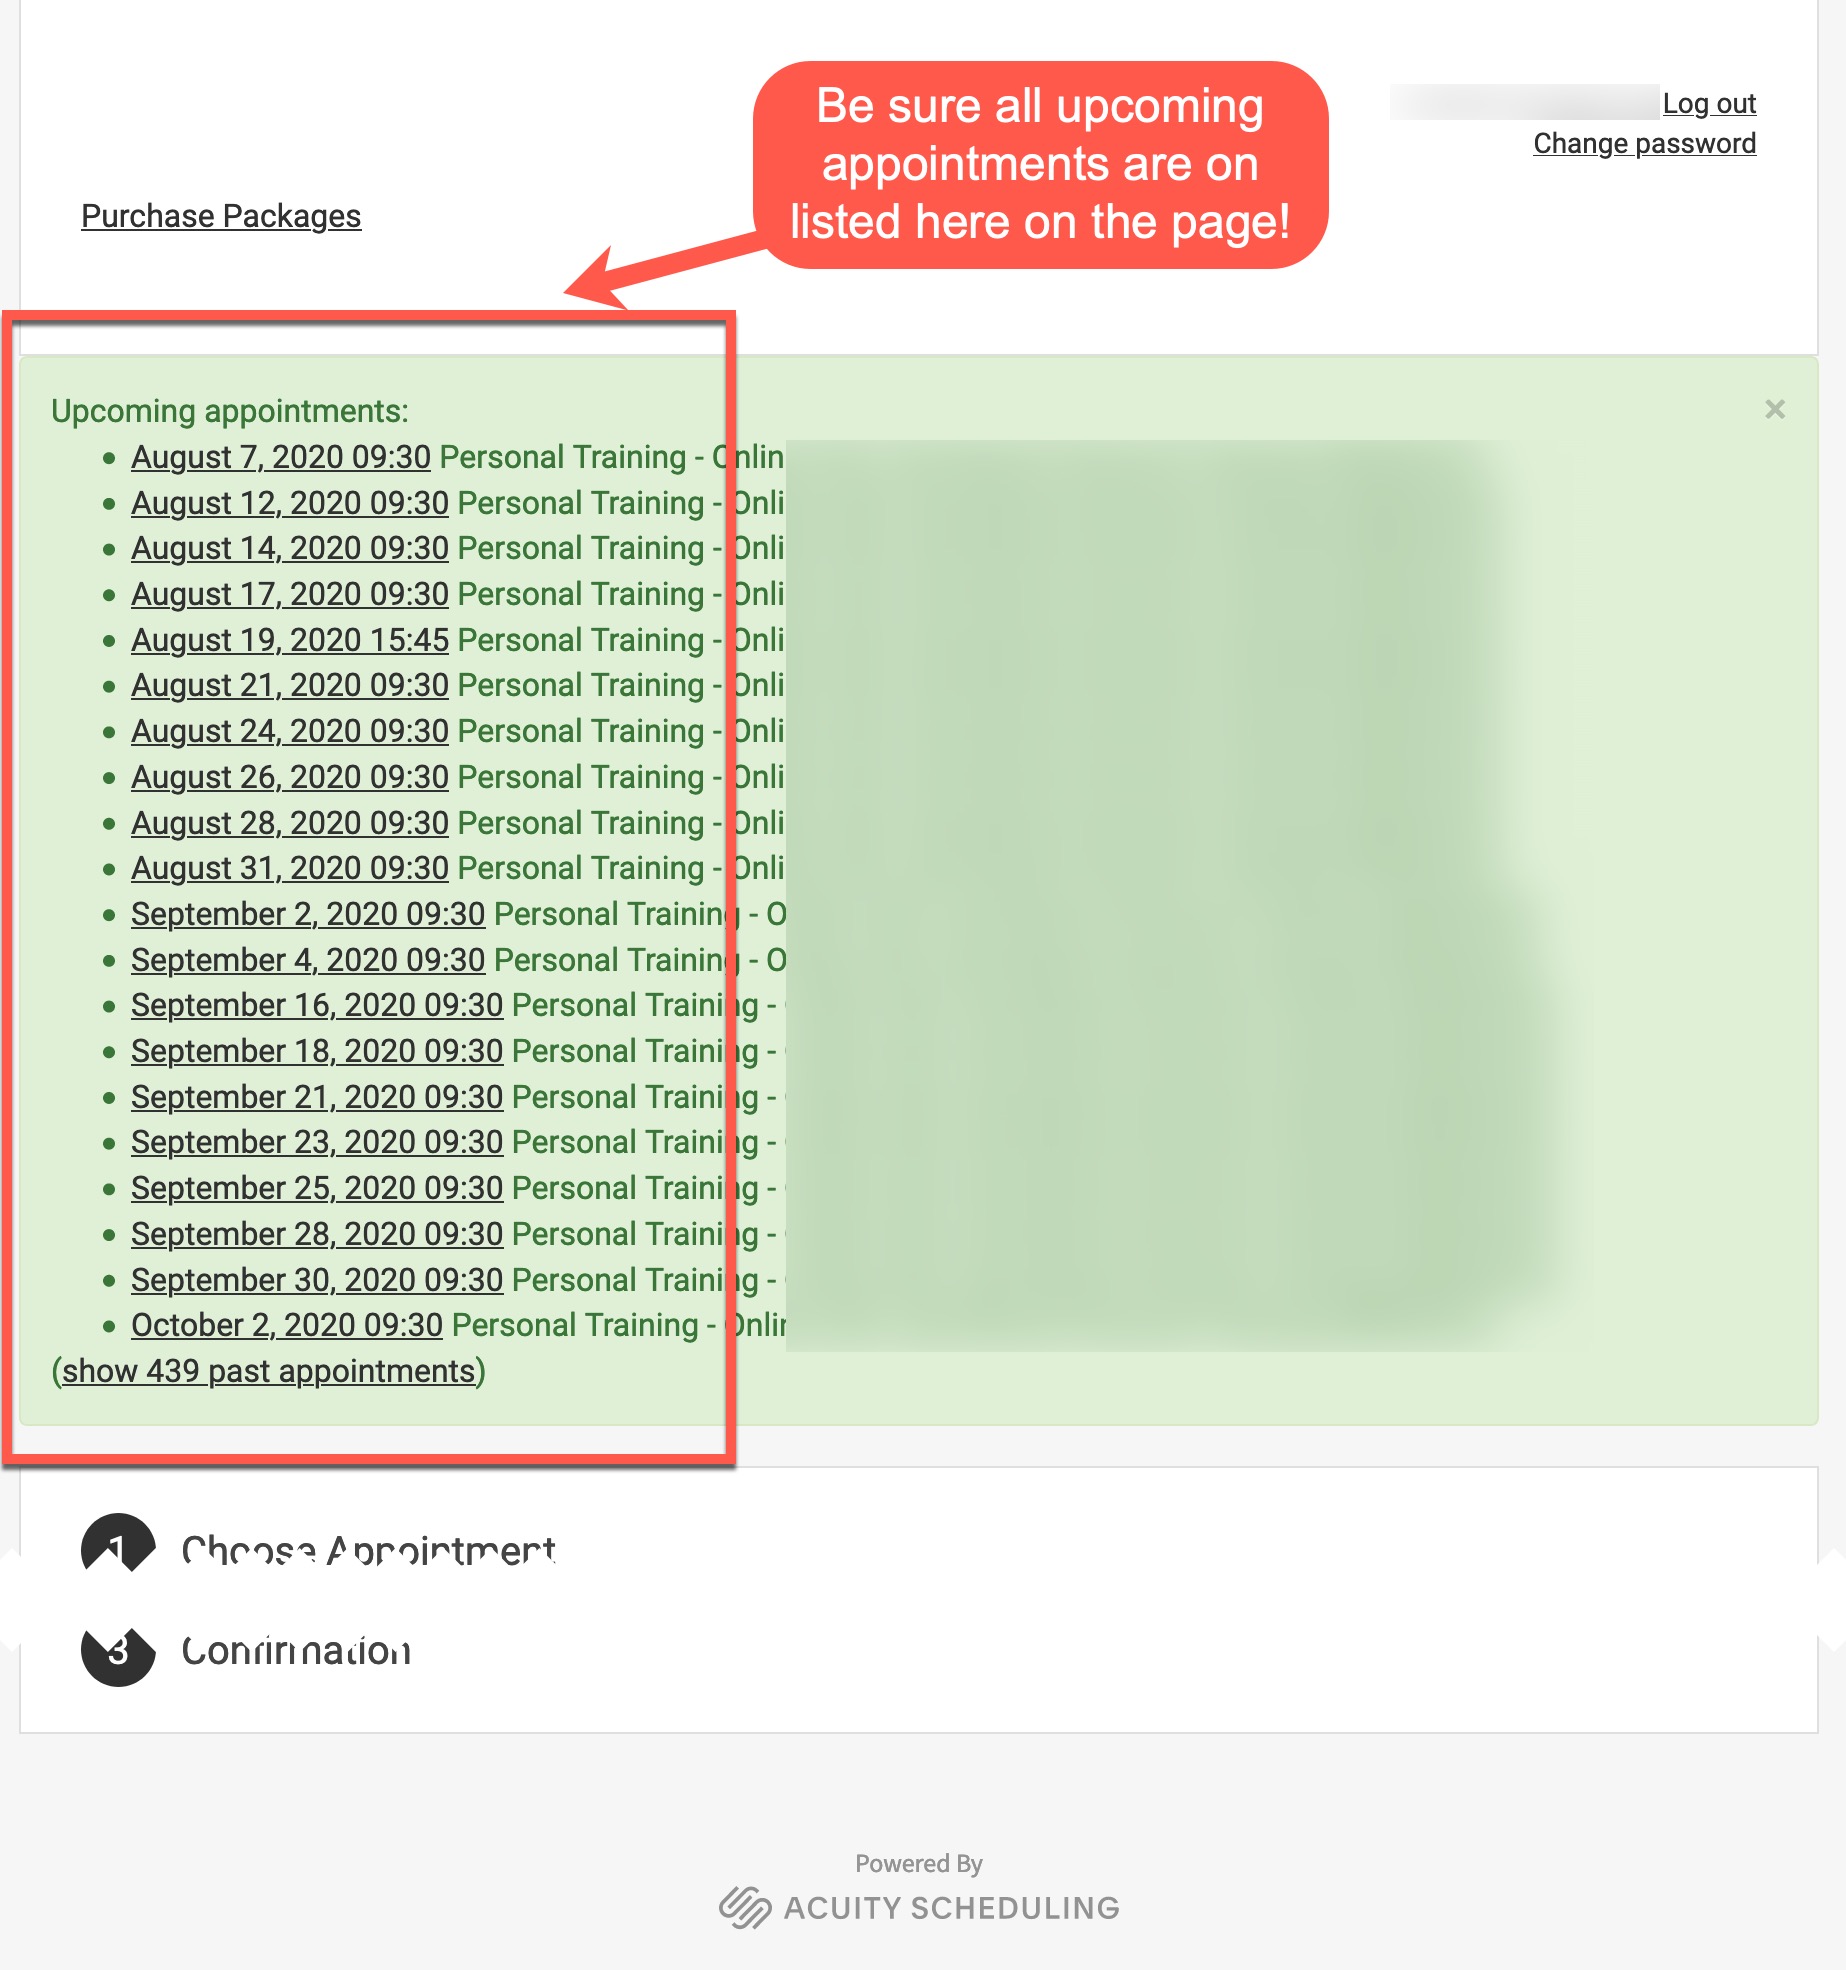 Be sure all upcoming
appointments are on
listed here on the page!
Log out
Change password
Purchase Packages
Upcoming appointments:
×
August 7, 2020 09:30 Personal Training - Onlin
August 12, 2020 09:30 Personal Training - Onli
August 14, 2020 09:30 Personal Training - Onli
August 17, 2020 09:30 Personal Training - Onli
August 19, 2020 15:45 Personal Training - Onli
August 21, 2020 09:30 Personal Training - Onli
August 24, 2020 09:30 Personal Training - Onli
August 26, 2020 09:30 Personal Training - Onli
August 28, 2020 09:30 Personal Training - Onli
August 31, 2020 09:30 Personal Training - Onli
September 2, 2020 09:30 Personal Training - O
September 4, 2020 09:30 Personal Training - O
September 16, 2020 09:30 Personal Training -
September 18, 2020 09:30 Personal Training -
September 21, 2020 09:30 Personal Training -
September 23, 2020 09:30 Personal Training -
September 25, 2020 09:30 Personal Training -
September 28, 2020 09:30 Personal Training -
September 30, 2020 09:30 Personal Training -
October 2, 2020 09:30 Personal Training - Onlin
(show 439 past appointments)
1 Choose Appointment
3 Confirmation
Powered By
ACUITY SCHEDULING